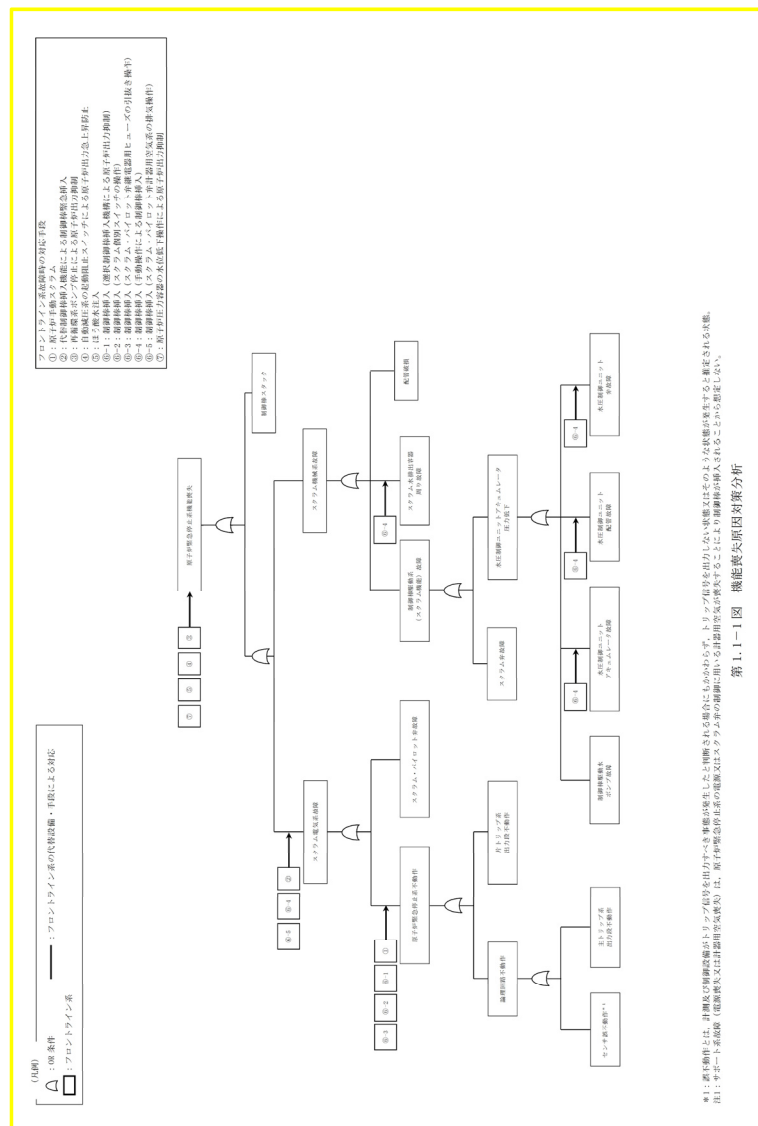 (凡例)
：OR 条件
：フロントライン系
：フロントライン系の代替設備・手段による対応
フロントライン系故障時の対応手段
①：原子炉手動スクラム
②：代替制御棒挿入機能による制御棒緊急挿入
③：再循環系ポンプ停止による原子炉出力抑制
④：自動減圧系の起動阻止スイッチによる原子炉出力急上昇防止
⑤：ほう酸水注入
⑥-1：制御棒挿入（選択制御棒挿入機構による原子炉出力抑制）
⑥-2：制御棒挿入（スクラム個別スイッチの操作）
⑥-3：制御棒挿入（スクラム・パイロット弁継電器用ヒューズの引抜き操作）
⑥-4：制御棒挿入（手動操作による制御棒挿入）
⑥-5：制御棒挿入（スクラム・パイロット弁計器用空気系の排気操作）
⑦：原子炉圧力容器の水位低下操作による原子炉出力抑制
⑦ ⑤ ④ ③
原子炉緊急停止系機能喪失
制御棒スタック
⑥-5 ⑥-4 ②
スクラム電気系故障
スクラム機械系故障
⑥-3 ⑥-2 ⑥-1 ①
原子炉緊急停止系不動作
スクラム・パイロット弁故障
制御棒駆動系
（スクラム機能）故障
⑥-4
スクラム水排出容器
周り故障
配管破損
論理回路不動作
片トリップ系
出力段不動作
スクラム弁故障
水圧制御ユニットアキュムレータ
圧力低下
センサ誤不動作＊1
主トリップ系
出力段不動作
制御棒駆動水
ポンプ故障
⑥-4
水圧制御ユニット
アキュムレータ故障
⑥-4
水圧制御ユニット
配管故障
⑥-4
水圧制御ユニット
弁故障
＊1：誤不動作とは、計測及び制御設備がトリップ信号を出力すべき事態が発生したと判断される場合にもかかわらず、トリップ信号を出力しない状態又はそのような状態が発生すると推定される状態。
注1：サポート系故障（電源喪失又は計器用空気喪失）は、原子炉緊急停止系の電源又はスクラム弁の制御に用いる計器用空気が喪失することにより制御棒が挿入されることから想定しない。
第1.1－1図　機能喪失原因対策分析